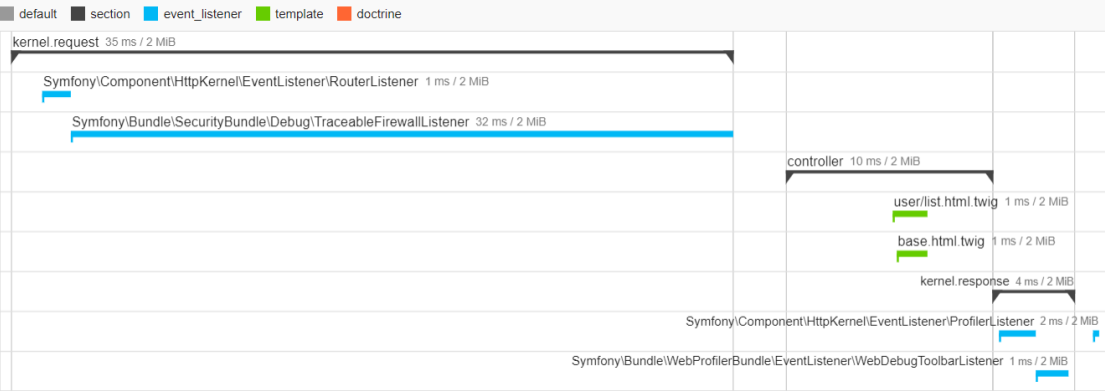 default section event_listener template doctrine
kernel.request 35 ms / 2 MiB
Symfony\Component\HttpKernel\EventListener\RouterListener 1 ms / 2 MiB
Symfony\Bundle\SecurityBundle\Debug\TraceableFirewallListener 32 ms / 2 MiB
controller 10 ms / 2 MiB
user/list.html.twig 1 ms / 2 MiB
base.html.twig 1 ms / 2 MiB
kernel.response 4 ms / 2 MiB
Symfony\Component\HttpKernel\EventListener\ProfilerListener 2 ms / 2 MiB
Symfony\Bundle\WebProfilerBundle\EventListener\WebDebugToolbarListener 1 ms / 2 MiB